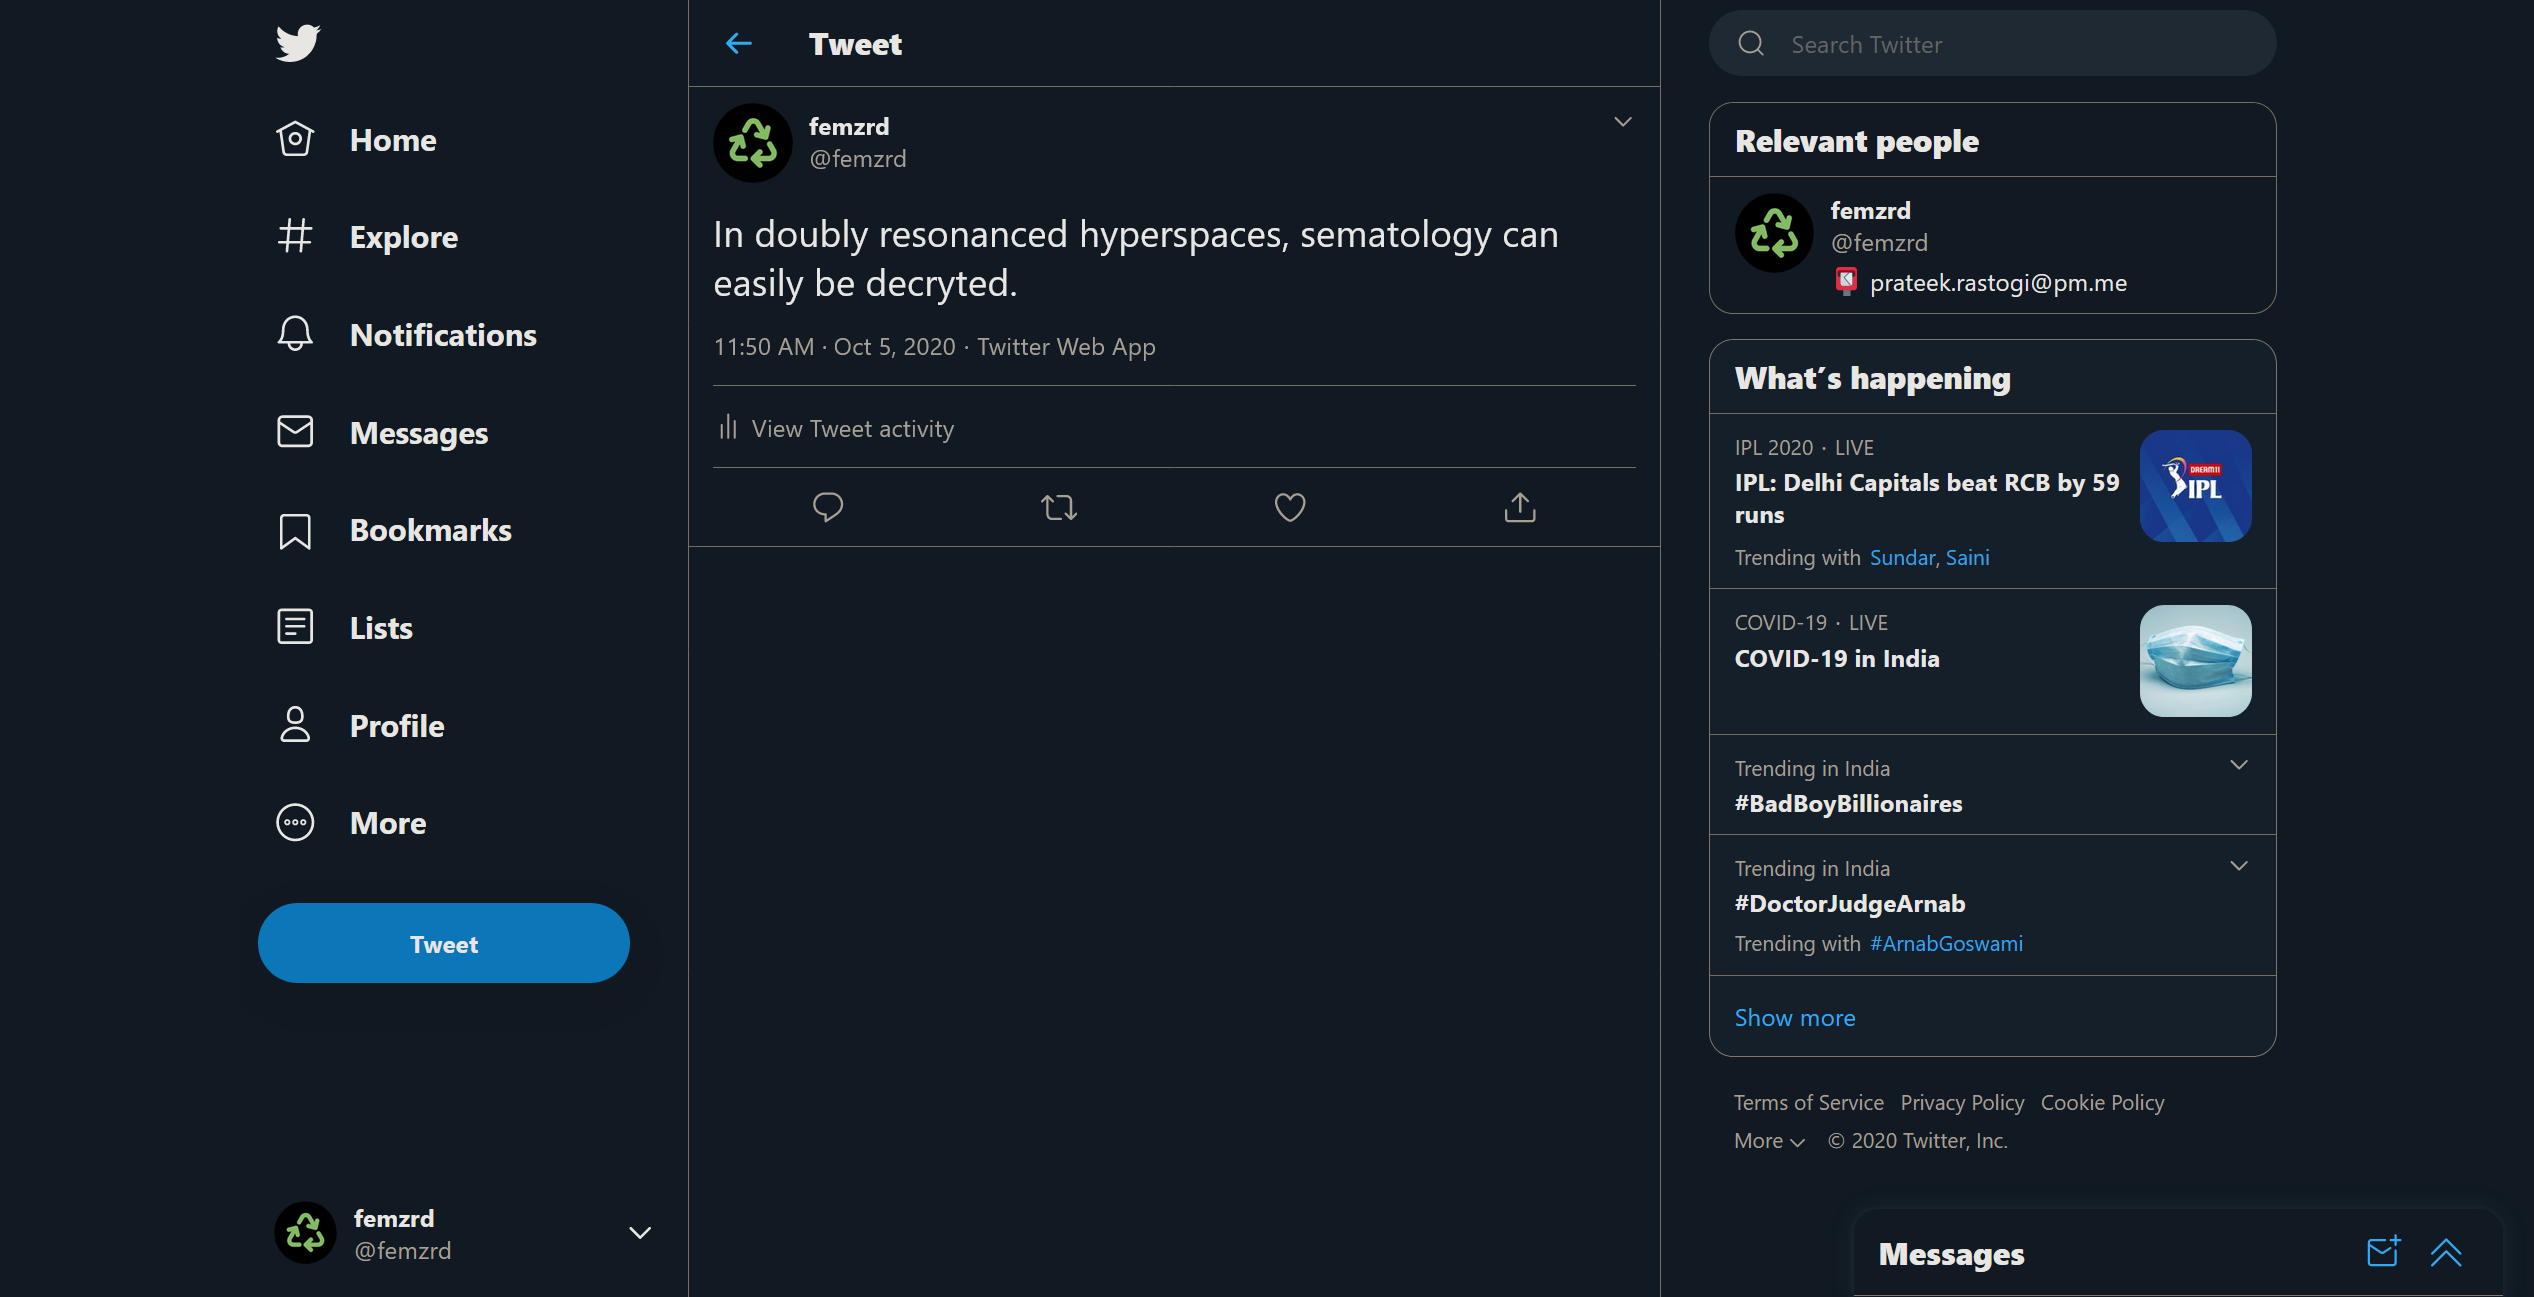 Home
Explore
Notifications
Messages
Bookmarks
Lists
Profile
More
Tweet
femzrd
@femzrd
Tweet
femzrd
@femzrd
In doubly resonanced hyperspaces, sematology can
easily be decryted.
11:50 AM · Oct 5, 2020 · Twitter Web App
View Tweet activity
Search Twitter
Relevant people
femzrd
@femzrd
prateek.rastogi@pm.me
What´s happening
IPL 2020 · LIVE
IPL: Delhi Capitals beat RCB by 59
runs
Trending with Sundar, Saini
DREAM11
IPL
COVID-19 · LIVE
COVID-19 in India
Trending in India
#BadBoyBillionaires
Trending in India
#DoctorJudgeArnab
Trending with #ArnabGoswami
Show more
Terms of Service Privacy Policy Cookie Policy
More © 2020 Twitter, Inc.
Messages